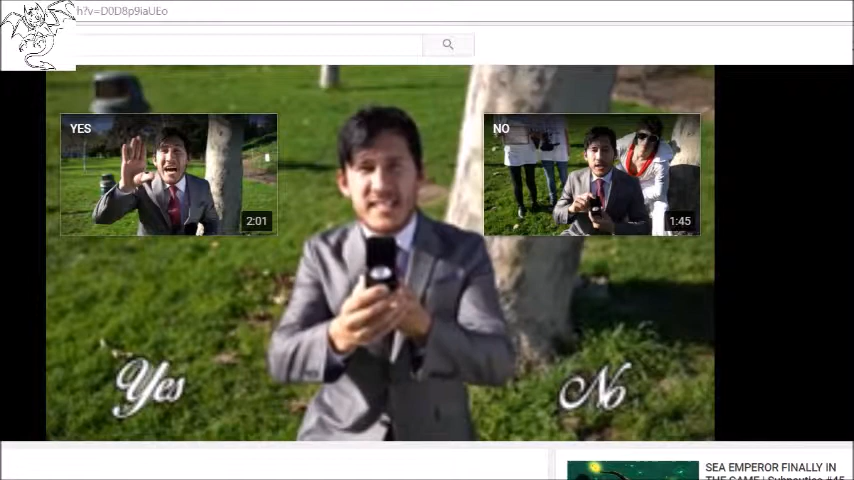 h?v=D0D8p9iaUEo
YES
2:01
NO
1:45
Yes
No
SEA EMPEROR FINALLY IN
THE GAME | Subnautica #45